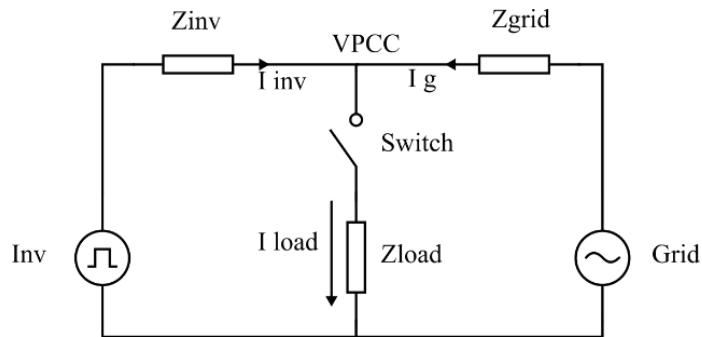 Zinv
VPCC
Zgrid
I inv
I g
Switch
Inv
I load
Zload
Grid